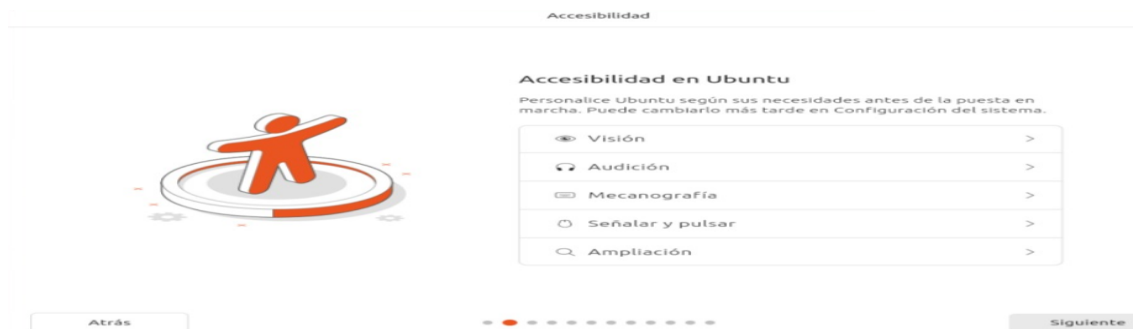 Accesibilidad
Accesibilidad en Ubuntu
Personalice Ubuntu según sus necesidades antes de la puesta en
marcha. Puede cambiarlo más tarde en Configuración del sistema.
Visión
Audición
Mecanografía
Señalar y pulsar
Ampliación
Atrás
Siguiente